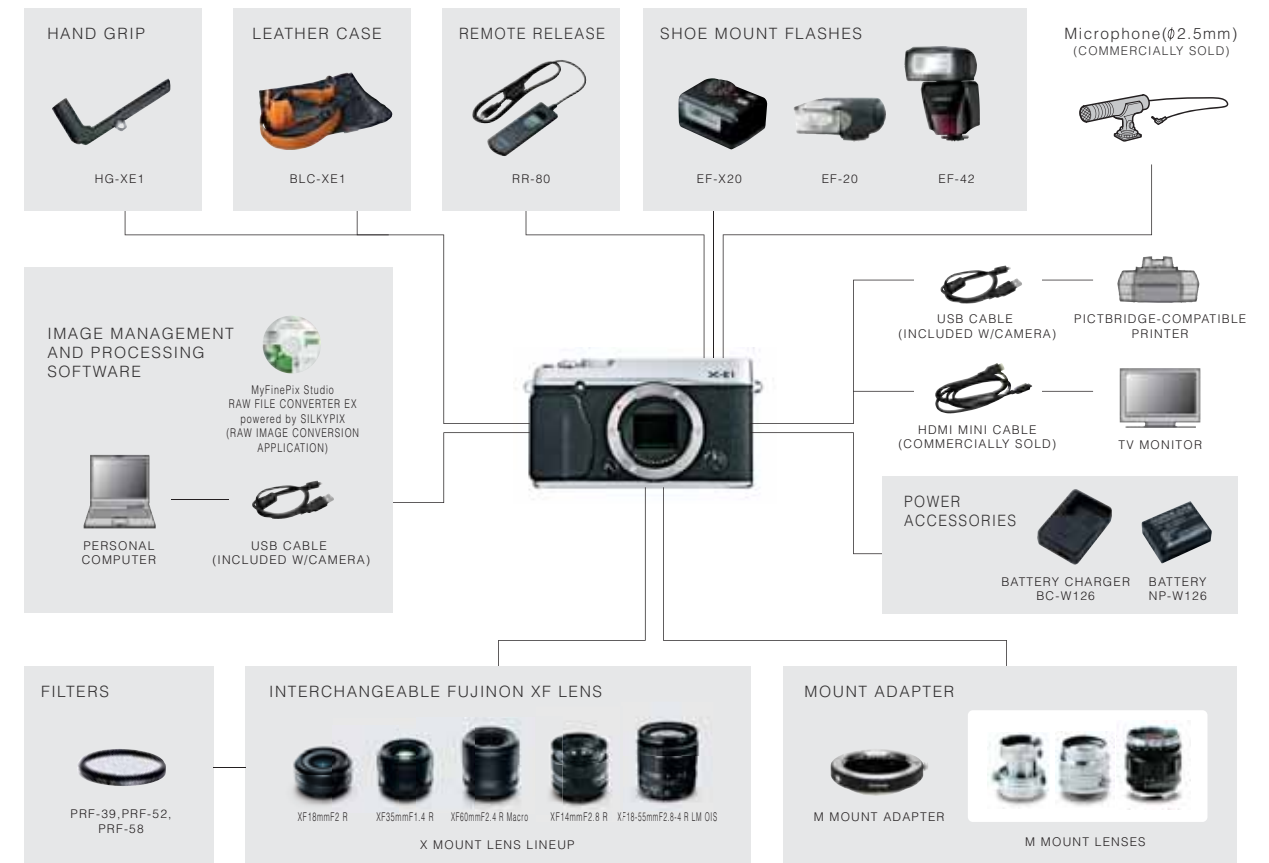 HAND GRIP
HG-XE1
LEATHER CASE
BLC-XE1
REMOTE RELEASE
RR-80
SHOE MOUNT FLASHES
EF-X20
EF-20
EF-42
Microphone(φ2.5mm)
(COMMERCIALLY SOLD)
IMAGE MANAGEMENT
AND PROCESSING
SOFTWARE
MyFinePix Studio
RAW FILE CONVERTER EX
powered by SILKYPIX
(RAW IMAGE CONVERSION
APPLICATION)
PERSONAL
COMPUTER
USB CABLE
(INCLUDED W/CAMERA)
X-E1
USB CABLE
(INCLUDED W/CAMERA)
PICTBRIDGE-COMPATIBLE
PRINTER
HDMI MINI CABLE
(COMMERCIALLY SOLD)
TV MONITOR
POWER
ACCESSORIES
BATTERY CHARGER
BC-W126
BATTERY
NP-W126
FILTERS
PRF-39,PRF-52,
PRF-58
INTERCHANGEABLE FUJINON XF LENS
XF18mmF2 R
XF35mmF1.4 R
XF60mmF2.4 R Macro
XF14mmF2.8 R
XF18-55mmF2.8-4 R LM OIS
X MOUNT LENS LINEUP
MOUNT ADAPTER
M MOUNT ADAPTER
M MOUNT LENSES